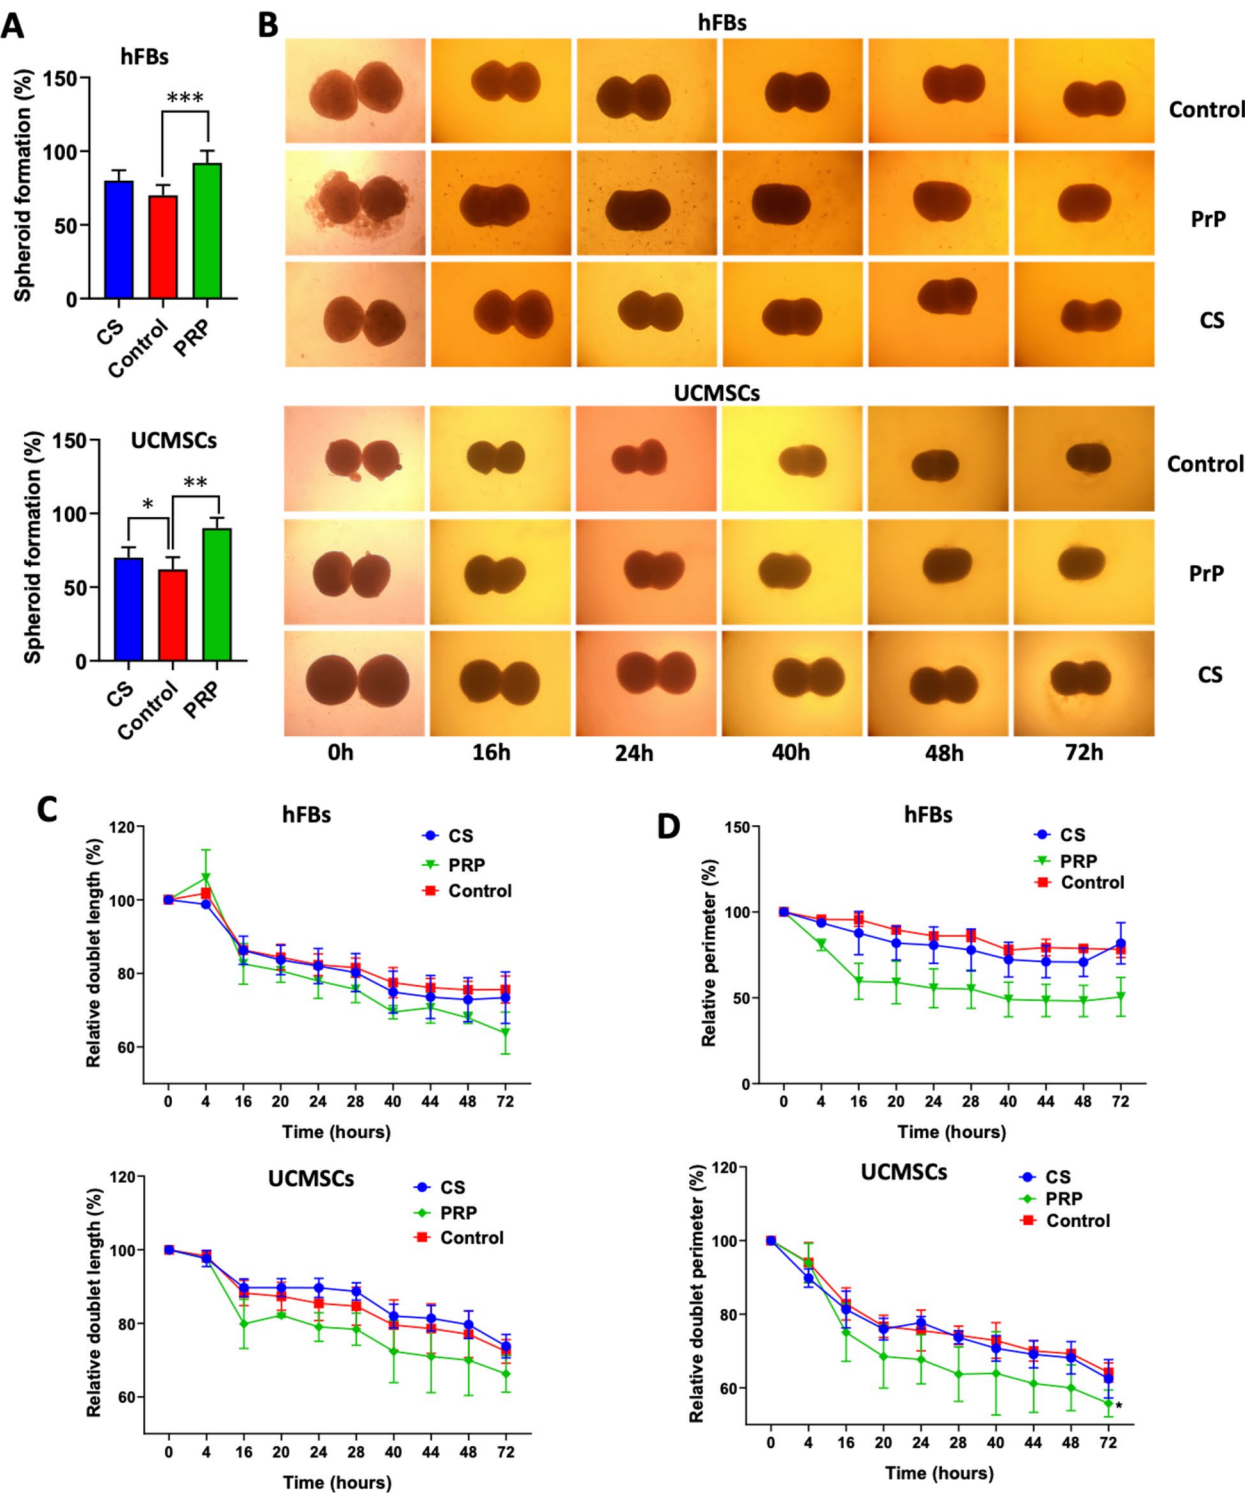 A
hFBs
Spheroid formation (%)
150
100
50
0
***
CS
Control
PRP
UCMSCs
Spheroid formation (%)
150
100
50
0
*
**
CS
Control
PRP
B
hFBs
Control
PrP
CS
UCMSCs
Control
PrP
CS
0h 16h 24h 40h 48h 72h
C
hFBs
Relative doublet length (%)
120
100
80
60
CS
PRP
Control
0 4 16 20 24 28 40 44 48 72
Time (hours)
UCMSCs
Relative doublet length (%)
120
100
80
60
CS
PRP
Control
0 4 16 20 24 28 40 44 48 72
Time (hours)
D
hFBs
Relative perimeter (%)
150
100
50
0
CS
PRP
Control
0 4 16 20 24 28 40 44 48 72
Time (hours)
UCMSCs
Relative doublet perimeter (%)
120
100
80
60
CS
PRP
Control
*
0 4 16 20 24 28 40 44 48 72
Time (hours)